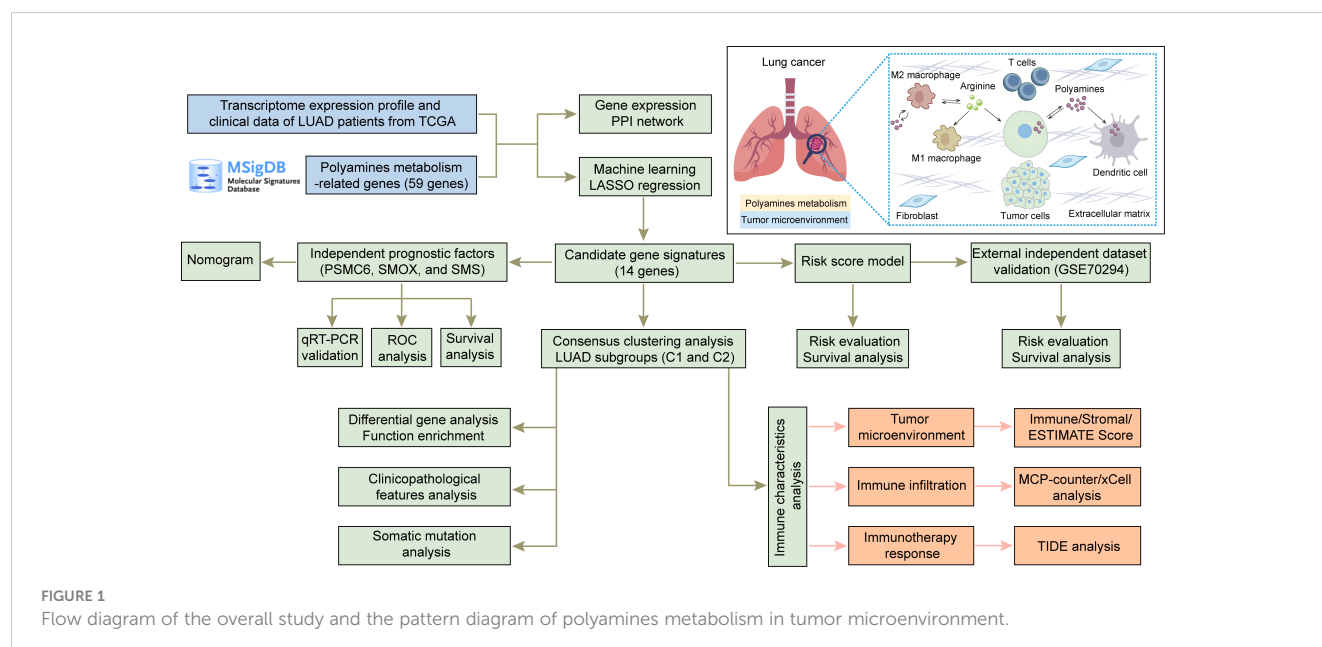 Transcriptome expression profile and
clinical data of LUAD patients from TCGA
MSigDB
Molecular Signatures
Database
Polyamines metabolism
-related genes (59 genes)
Gene expression
PPI network
Machine learning
LASSO regression
Lung cancer
Polyamines metabolism
Tumor microenvironment
M2 macrophage
T cells
Arginine
Polyamines
M1 macrophage
Dendritic cell
Fibroblast
Tumor cells
Extracellular matrix
Nomogram
Independent prognostic factors
(PSMC6, SMOX, and SMS)
Candidate gene signatures
(14 genes)
Risk score model
External independent dataset
validation (GSE70294)
qRT-PCR
validation
ROC
analysis
Survival
analysis
Consensus clustering analysis
LUAD subgroups (C1 and C2)
Risk evaluation
Survival analysis
Risk evaluation
Survival analysis
Differential gene analysis
Function enrichment
Clinicopathological
features analysis
Somatic mutation
analysis
Immune characteristics
analysis
Tumor
microenvironment
Immune/Stromal/
ESTIMATE Score
Immune infiltration
MCP-counter/xCell
analysis
Immunotherapy
response
TIDE analysis
FIGURE 1
Flow diagram of the overall study and the pattern diagram of polyamines metabolism in tumor microenvironment.